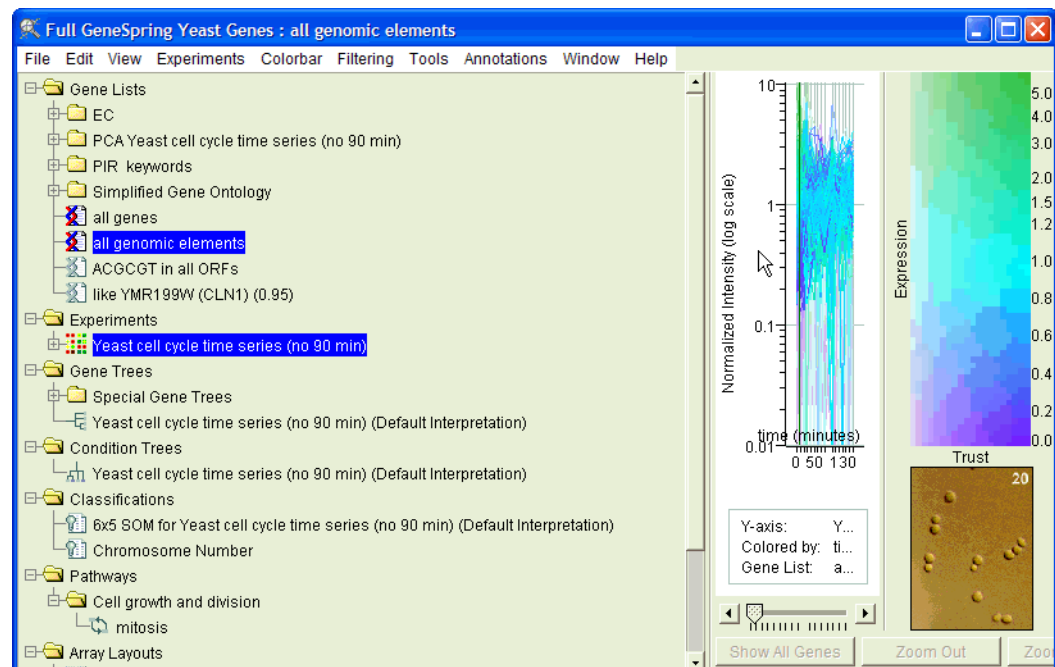 Full GeneSpring Yeast Genes : all genomic elements
File Edit View Experiments Colorbar Filtering Tools Annotations Window Help
Gene Lists
EC
PCA Yeast cell cycle time series (no 90 min)
PIR keywords
Simplified Gene Ontology
all genes
all genomic elements
ACGCGT in all ORFs
like YMR199W (CLN1) (0.95)
Experiments
Yeast cell cycle time series (no 90 min)
Gene Trees
Special Gene Trees
Yeast cell cycle time series (no 90 min) (Default Interpretation)
Condition Trees
Yeast cell cycle time series (no 90 min) (Default Interpretation)
Classifications
6x5 SOM for Yeast cell cycle time series (no 90 min) (Default Interpretation)
Chromosome Number
Pathways
Cell growth and division
mitosis
Array Layouts
Normalized Intensity (log scale)
10
1
0.1
0.01
time (minutes)
0 50 130
Y-axis: Y...
Colored by: ti...
Gene List: a...
Expression
5.0
4.0
3.0
2.0
1.5
1.2
1.0
0.8
0.6
0.4
0.2
0.0
Trust
20
Show All Genes Zoom Out Zoo